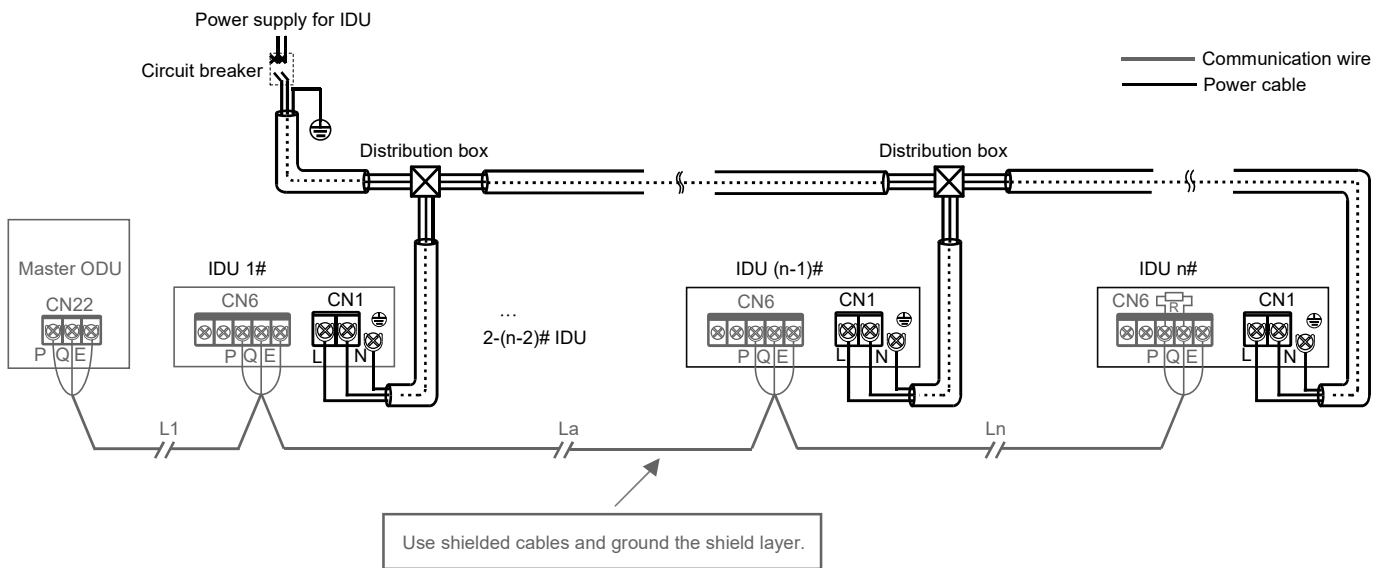 Power supply for IDU
Circuit breaker
Communication wire
Power cable
Distribution box
Distribution box
Master ODU
CN22
P Q E
IDU 1#
CN6
CN1
P Q E
L N
...
2-(n-2)# IDU
IDU (n-1)#
CN6
CN1
P Q E
L N
IDU n#
CN6
R
CN1
P Q E
L N
L1
La
Ln
Use shielded cables and ground the shield layer.